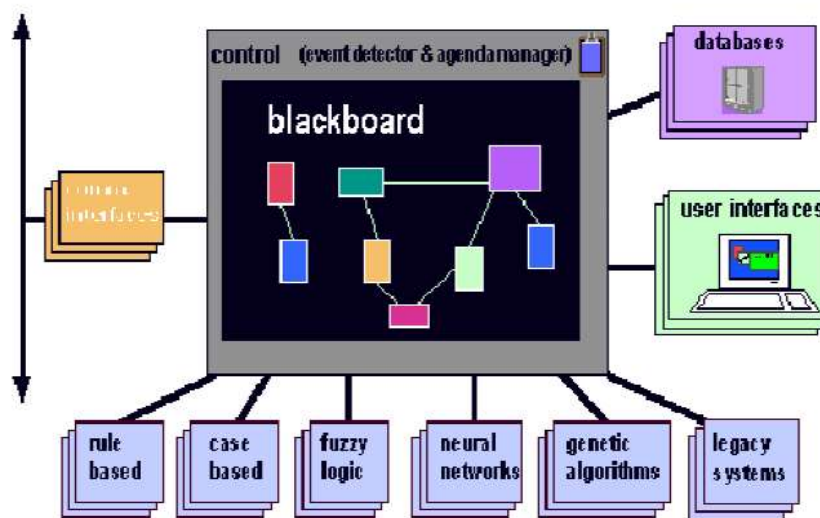 control (event detector & agenda manager)
databases
blackboard
interfaces
user interfaces
rule
based
case
based
fuzzy
logic
neural
networks
genetic
algorithms
legacy
systems